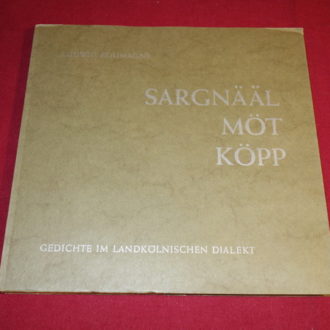 SARGNÄÄL
MÖT
KÖPP
GEDICHTE IM LANDKÖLNISCHEN DIALEKT